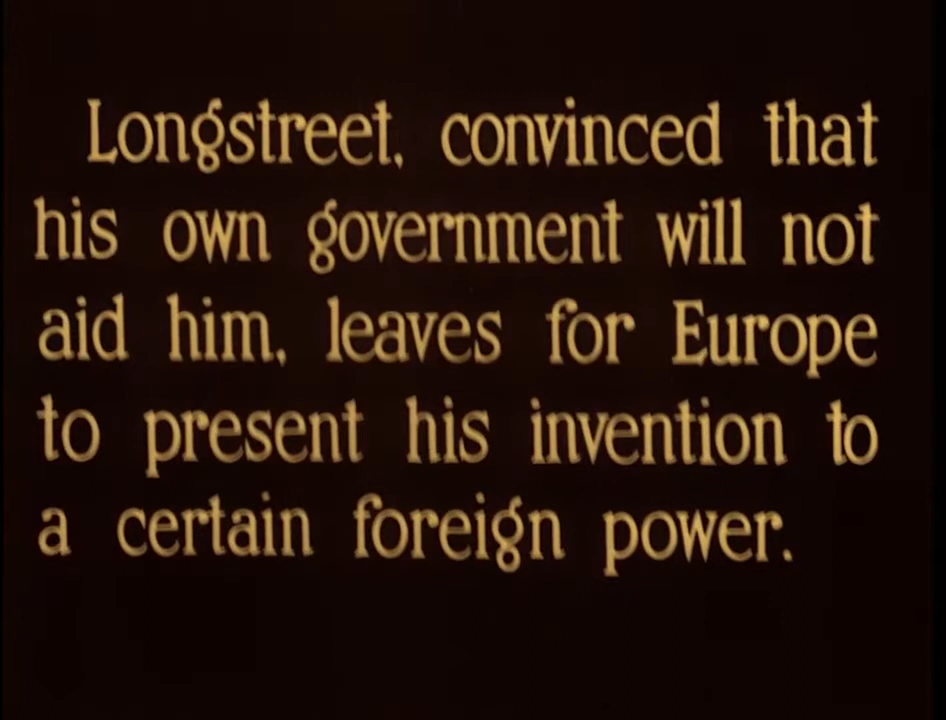 Longstreet, convinced that
his own government will not
aid him, leaves for Europe
to present his invention to
a certain foreign power.